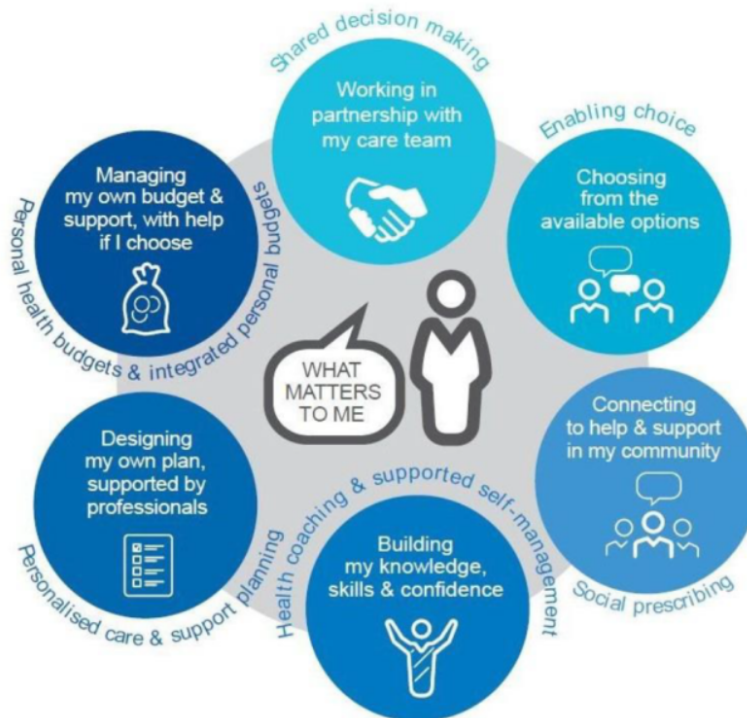 Shared decision making
Working in
partnership with
my care team
Enabling choice
Choosing
from the
available options
Connecting
to help & support
in my community
Social prescribing
Health coaching & supported self-management
Building
my knowledge,
skills & confidence
Personalised care & support planning
Designing
my own plan,
supported by
professionals
Personal health budgets & integrated personal budgets
Managing
my own budget &
support, with help
if I choose
WHAT
MATTERS
TO ME